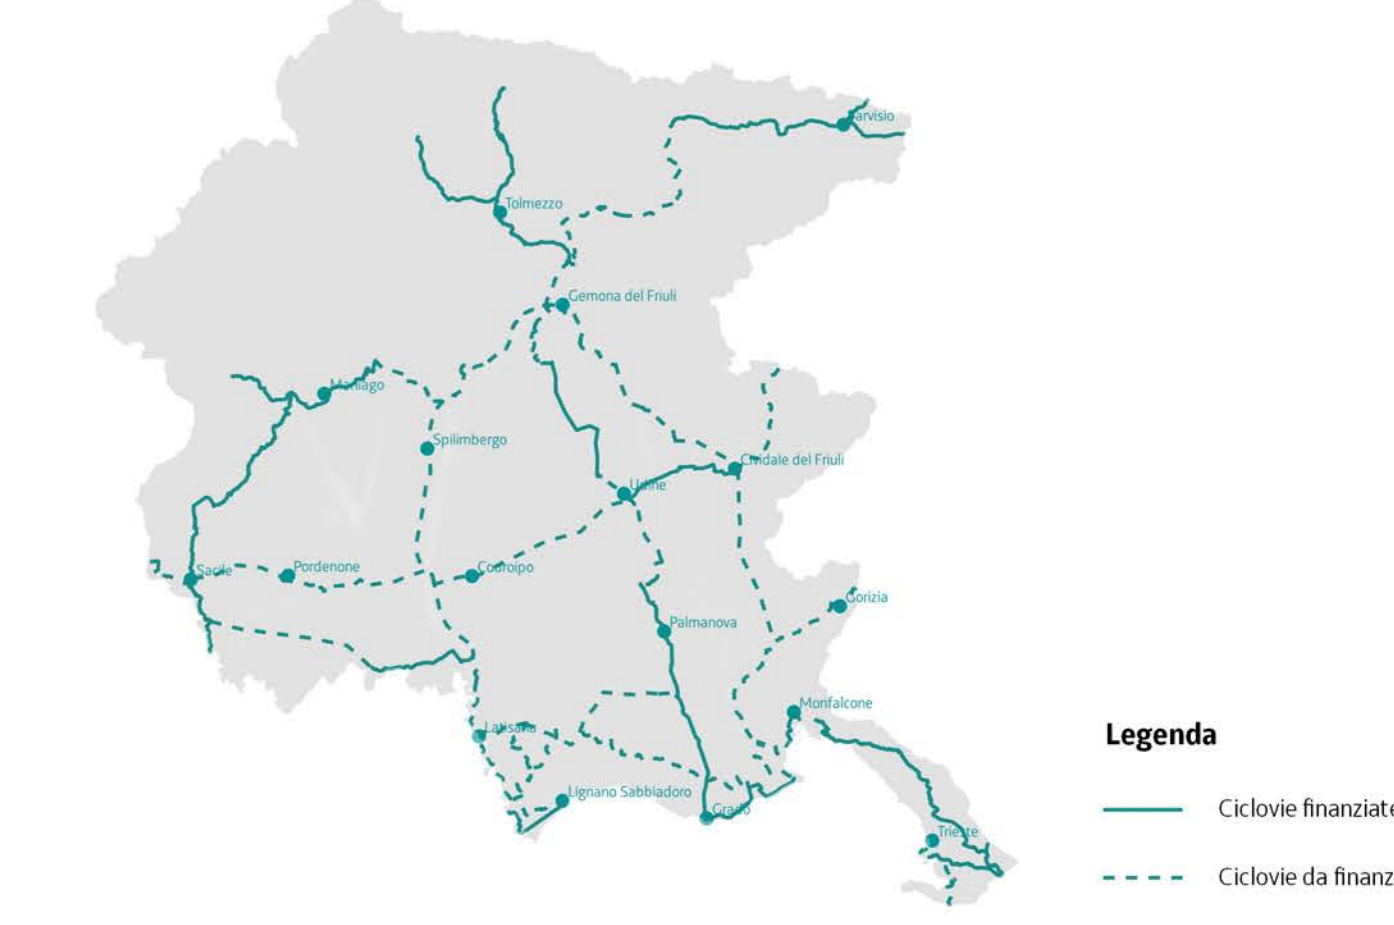 arvisio
Tolmezzo
Gemona del Friuli
Maniago
Spilimbergo
Cividale del Friuli
Udine
Sacile
Pordenone
Codroipo
Gorizia
Palmanova
Monfalcone
Latisana
Legenda
Lignano Sabbiadoro
Grado
Ciclovie finanziate
Trieste
Ciclovie da finanz